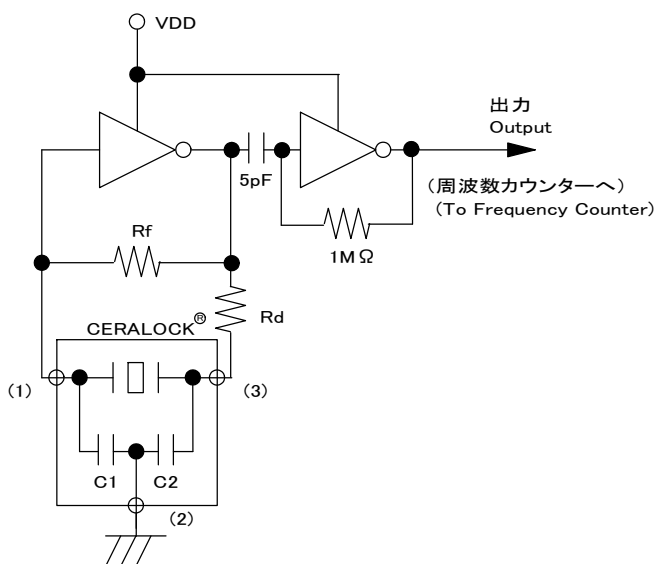 VDD
出力
Output
5pF
(周波数カウンターへ)
(To Frequency Counter)
Rf
1MΩ
CERALOCK®
Rd
(1)
(3)
C1
C2
(2)